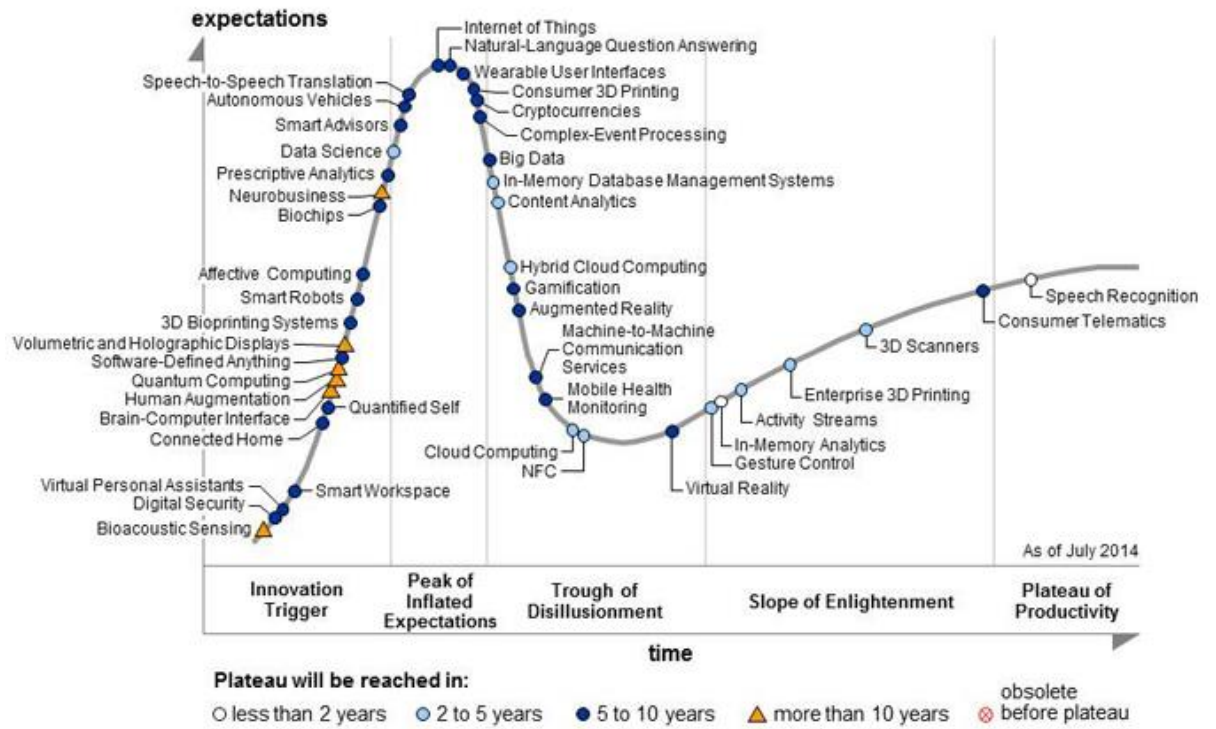 expectations
Internet of Things
Natural-Language Question Answering
Wearable User Interfaces
Consumer 3D Printing
Cryptocurrencies
Complex-Event Processing
Speech-to-Speech Translation
Autonomous Vehicles
Smart Advisors
Data Science
Prescriptive Analytics
Neurobusiness
Biochips
Big Data
In-Memory Database Management Systems
Content Analytics
Hybrid Cloud Computing
Gamification
Augmented Reality
Machine-to-Machine
Communication
Services
Mobile Health
Monitoring
Affective Computing
Smart Robots
3D Bioprinting Systems
Volumetric and Holographic Displays
Software-Defined Anything
Quantum Computing
Human Augmentation
Brain-Computer Interface
Quantified Self
Connected Home
Cloud Computing
NFC
Virtual Personal Assistants
Smart Workspace
Digital Security
Bioacoustic Sensing
Speech Recognition
Consumer Telematics
3D Scanners
Enterprise 3D Printing
Activity Streams
In-Memory Analytics
Gesture Control
Virtual Reality
As of July 2014
Innovation
Trigger
Peak of
Inflated
Expectations
Trough of
Disillusionment
Slope of Enlightenment
Plateau of
Productivity
time
Plateau will be reached in:
less than 2 years
2 to 5 years
5 to 10 years
more than 10 years
obsolete
before plateau